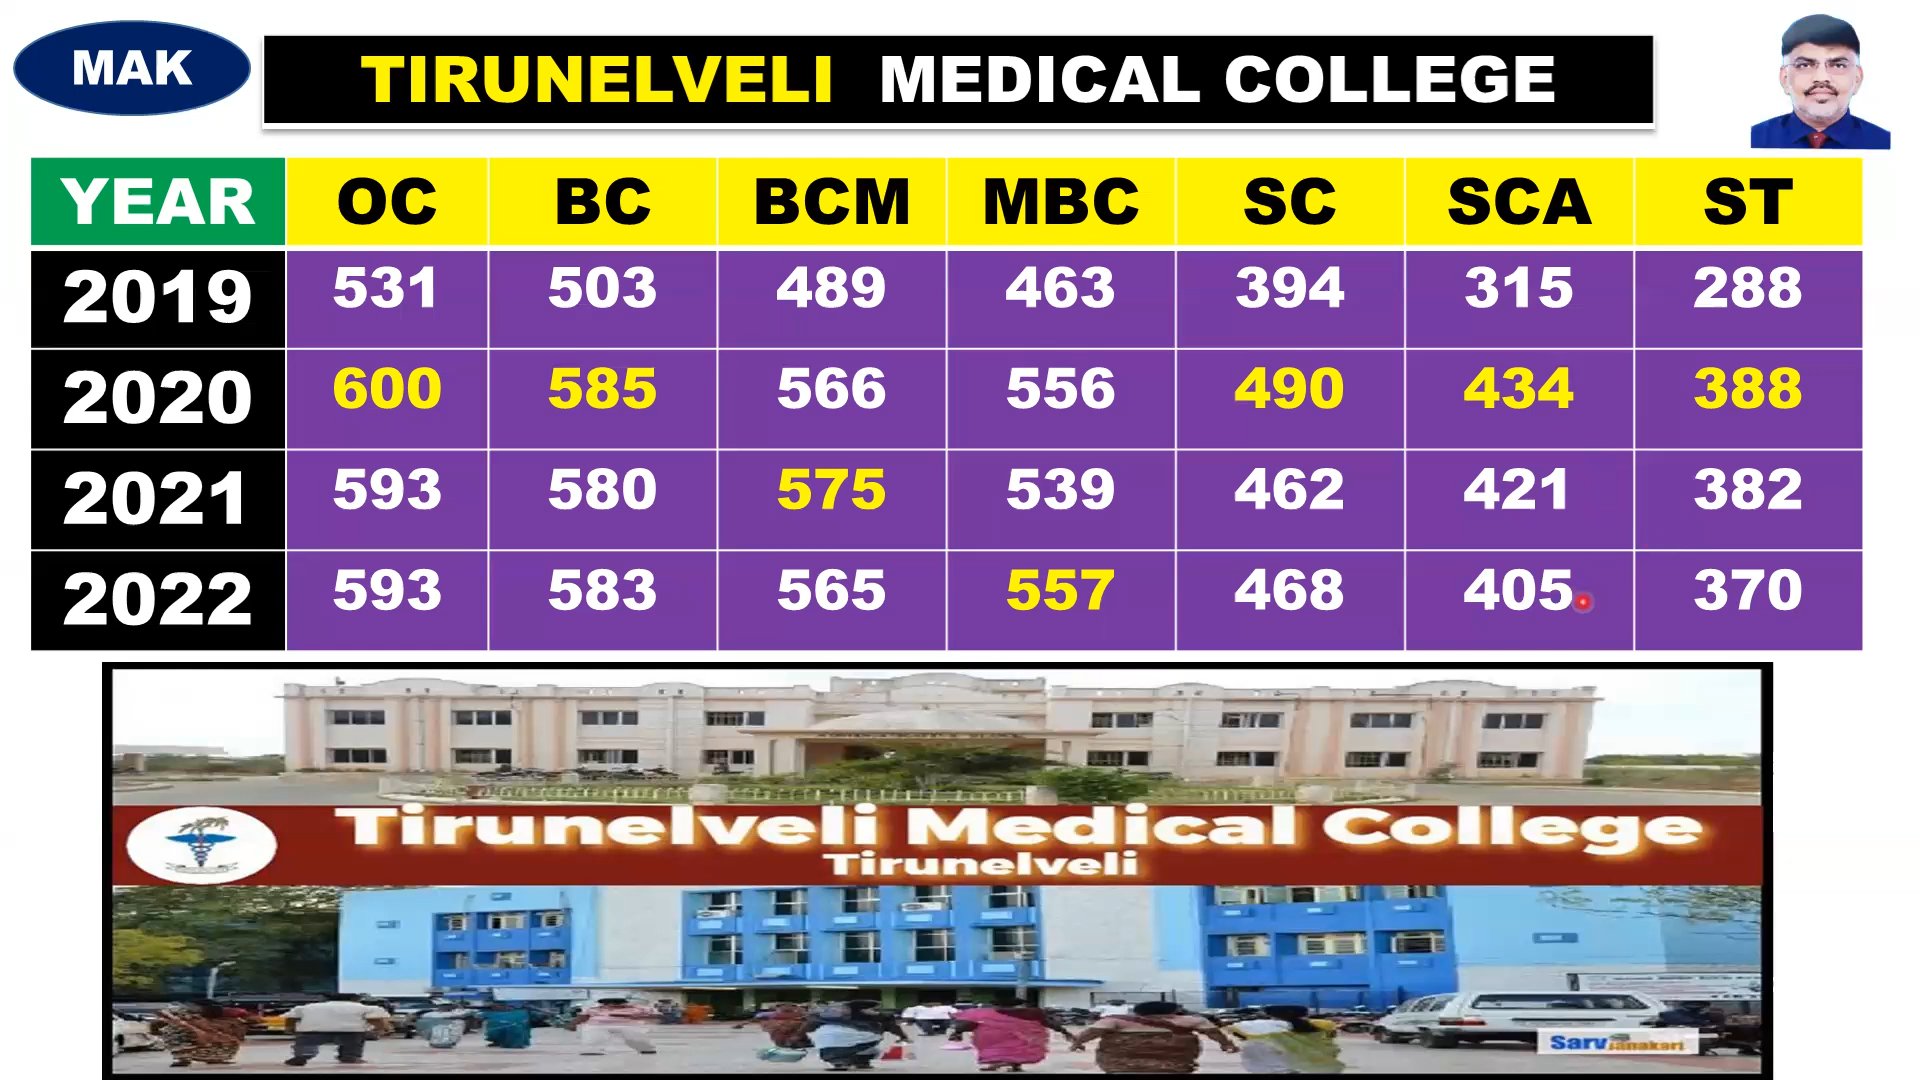 MAK
TIRUNELVELI MEDICAL COLLEGE
YEAR OC BC BCM MBC SC SCA ST
2019 531 503 489 463 394 315 288
2020 600 585 566 556 490 434 388
2021 593 580 575 539 462 421 382
2022 593 583 565 557 468 405 370
Tirunelveli Medical College
Tirunelveli
Sarvjanakari